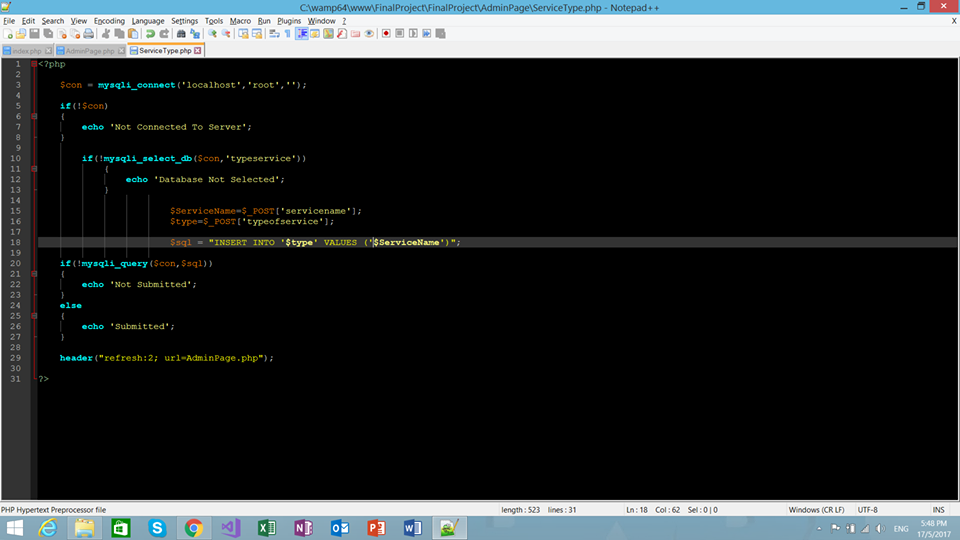 C:\wamp64\www\FinalProject\FinalProject\AdminPage\ServiceType.php - Notepad++
File Edit Search View Encoding Language Settings Tools Macro Run Plugins Window ? X
index.php AdminPage.php ServiceType.php
1 <?php
2
3 $con = mysqli_connect('localhost','root','');
4
5 if(!$con)
6 {
7 echo 'Not Connected To Server';
8 }
9
10 if(!mysqli_select_db($con,'typeservice'))
11 {
12 echo 'Database Not Selected';
13 }
14
15 $ServiceName=$_POST['servicename'];
16 $type=$_POST['typeofservice'];
17
18 $sql = "INSERT INTO '$type' VALUES ('$ServiceName')";
19
20 if(!mysqli_query($con,$sql))
21 {
22 echo 'Not Submitted';
23 }
24 else
25 {
26 echo 'Submitted';
27 }
28
29 header("refresh:2; url=AdminPage.php");
30
31 ?>
PHP Hypertext Preprocessor file length : 523 lines : 31 Ln : 18 Col : 62 Sel : 0 | 0 Windows (CR LF) UTF-8 INS
ENG 5:48 PM
17/5/2017